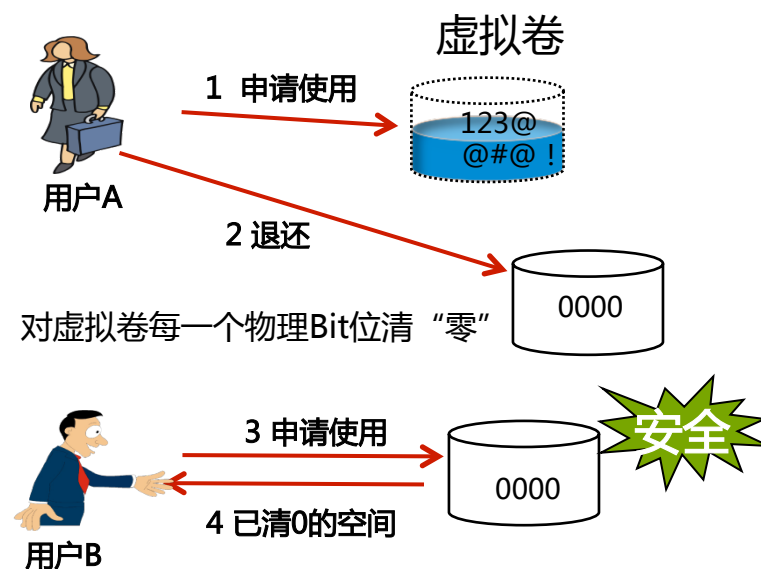 虚拟卷
1 申请使用
123@
@#@！
用户A
2 退还
0000
对虚拟卷每一个物理Bit位清“零”
安全
3 申请使用
0000
4 已清0的空间
用户B